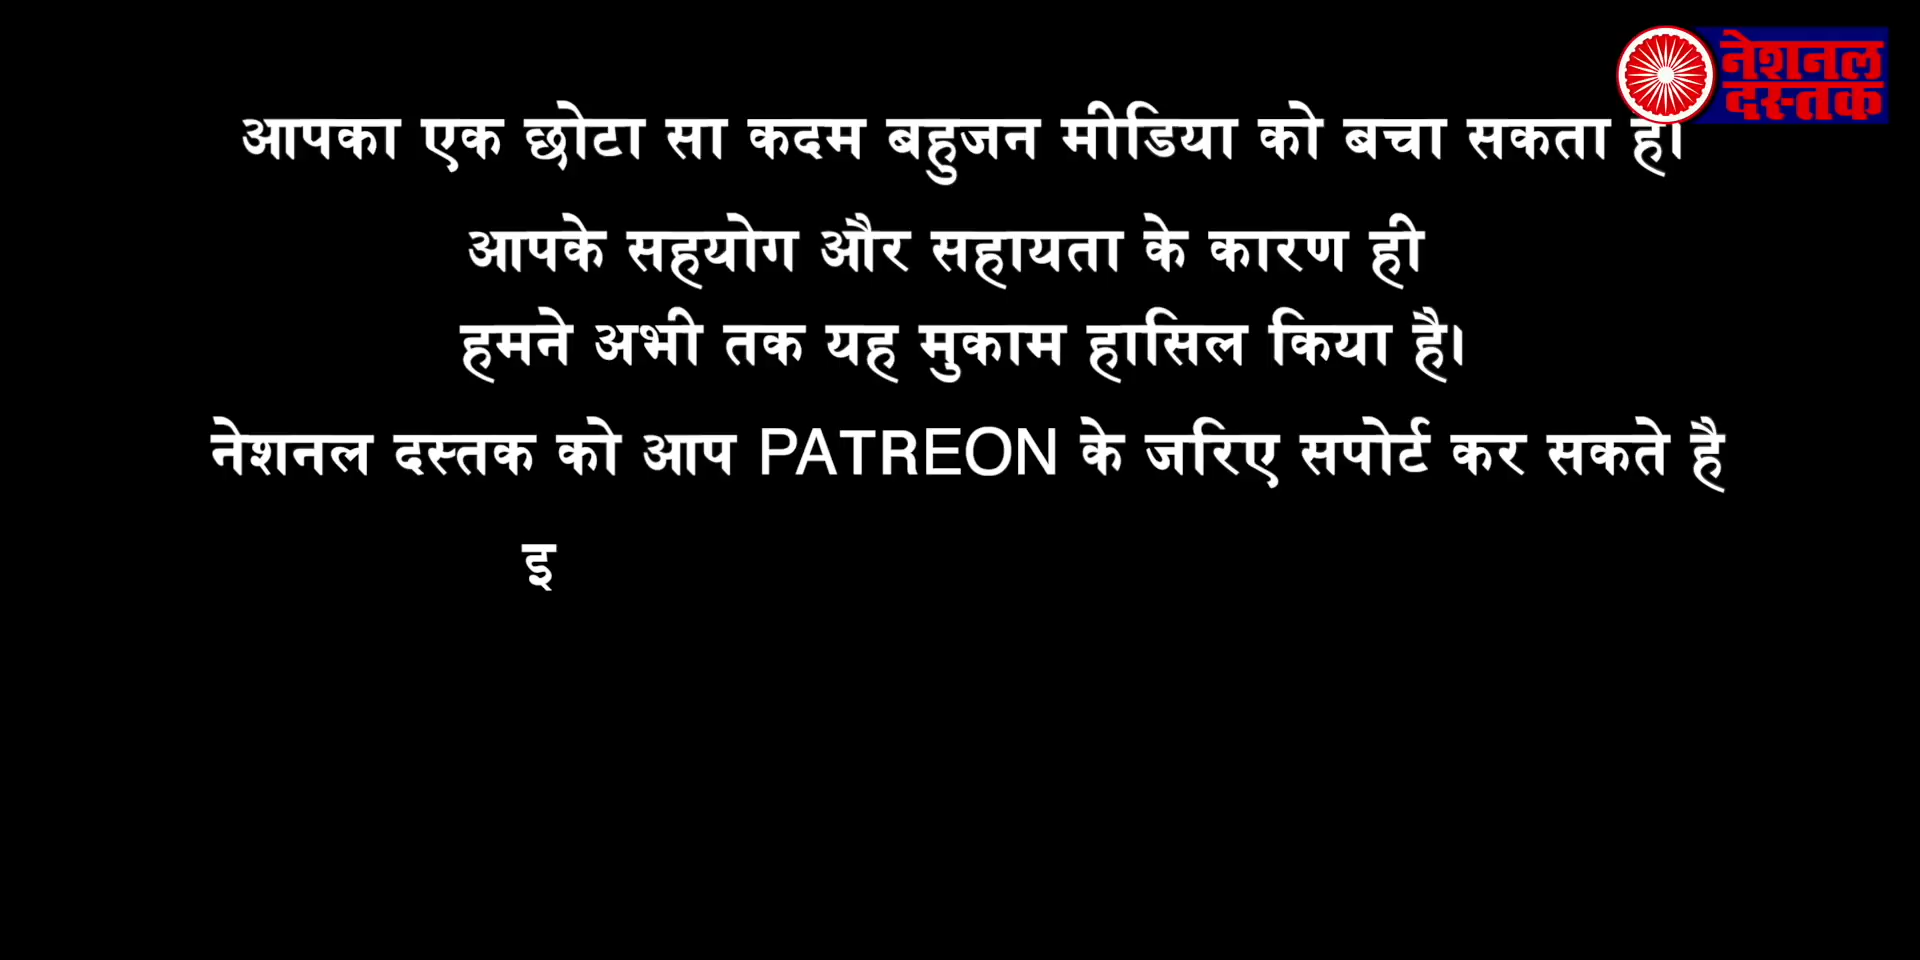 नेशनल
दस्तक
आपका एक छोटा सा कदम बहुजन मीडिया को बचा सकता है।
आपके सहयोग और सहायता के कारण ही
हमने अभी तक यह मुकाम हासिल किया है।
नेशनल दस्तक को आप PATREON के जरिए सपोर्ट कर सकते है
इ